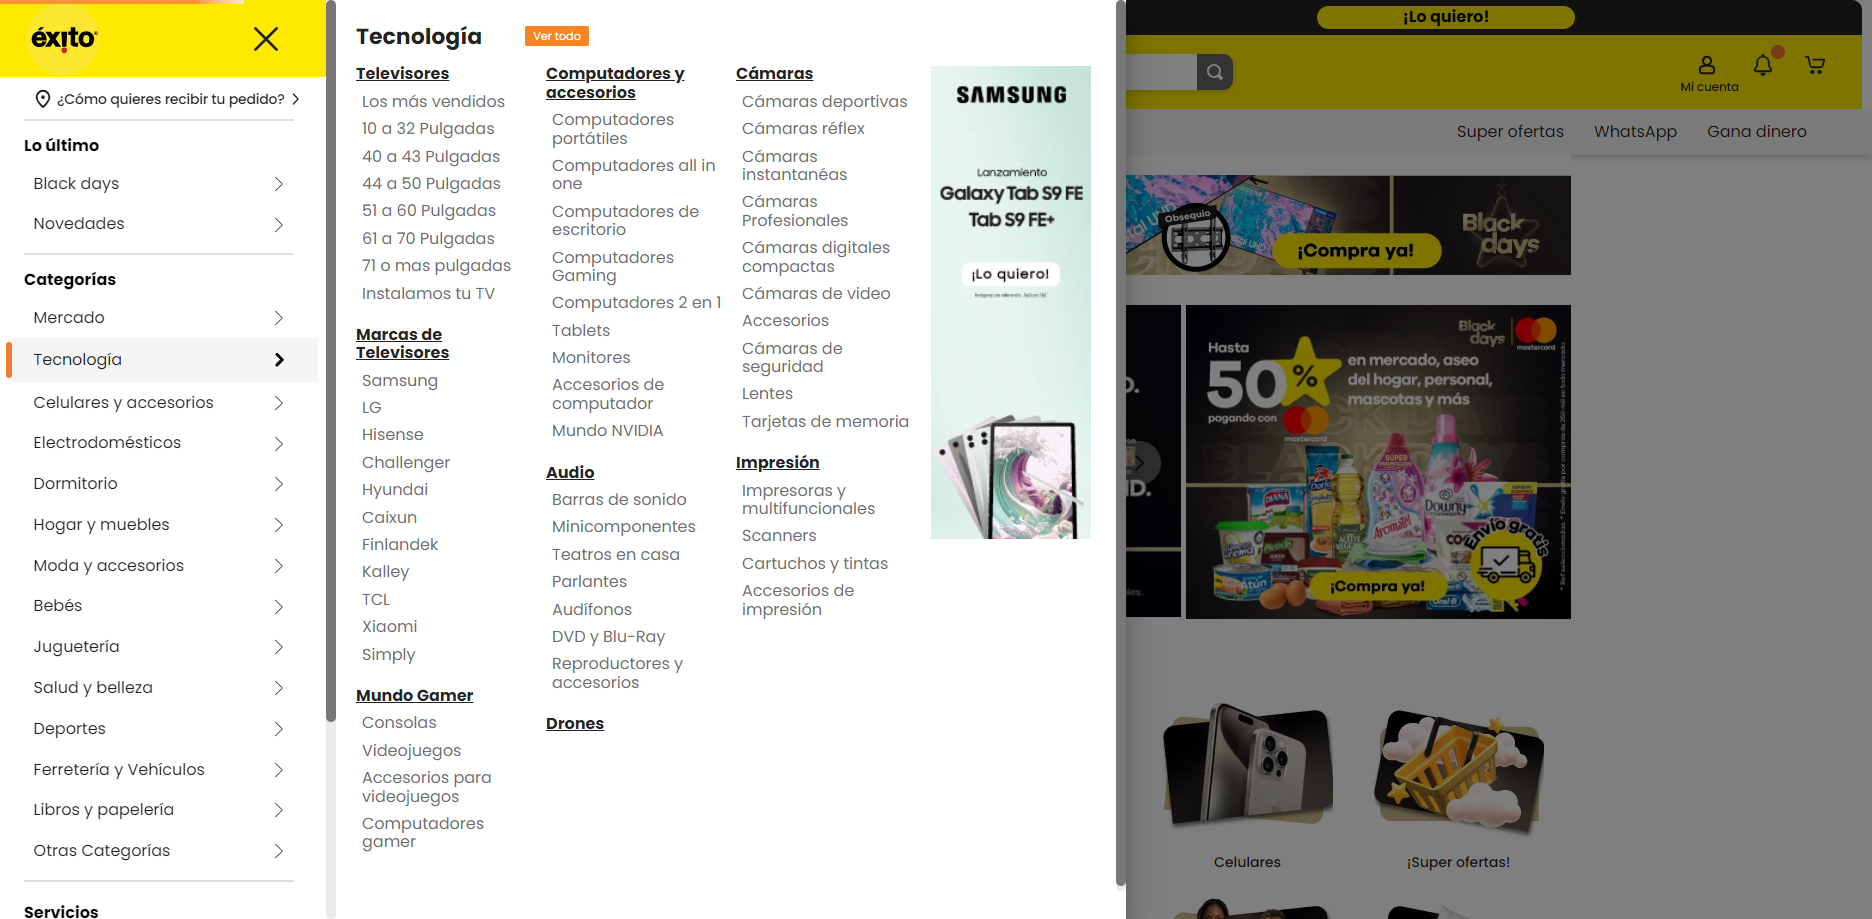 éxito
¿Cómo quieres recibir tu pedido?
Lo último
Black days
Novedades
Categorías
Mercado
Tecnología
Celulares y accesorios
Electrodomésticos
Dormitorio
Hogar y muebles
Moda y accesorios
Bebés
Juguetería
Salud y belleza
Deportes
Ferretería y Vehículos
Libros y papelería
Otras Categorías
Servicios
Tecnología
Ver todo
Televisores
Los más vendidos
10 a 32 Pulgadas
40 a 43 Pulgadas
44 a 50 Pulgadas
51 a 60 Pulgadas
61 a 70 Pulgadas
71 o mas pulgadas
Instalamos tu TV
Marcas de
Televisores
Samsung
LG
Hisense
Challenger
Hyundai
Caixun
Finlandek
Kalley
TCL
Xiaomi
Simply
Mundo Gamer
Consolas
Videojuegos
Accesorios para
videojuegos
Computadores
gamer
Computadores y
accesorios
Computadores
portátiles
Computadores all in
one
Computadores de
escritorio
Computadores
Gaming
Computadores 2 en 1
Tablets
Monitores
Accesorios de
computador
Mundo NVIDIA
Audio
Barras de sonido
Minicomponentes
Teatros en casa
Parlantes
Audífonos
DVD y Blu-Ray
Reproductores y
accesorios
Drones
Cámaras
Cámaras deportivas
Cámaras réflex
Cámaras
instantanéas
Cámaras
Profesionales
Cámaras digitales
compactas
Cámaras de video
Accesorios
Cámaras de
seguridad
Lentes
Tarjetas de memoria
Impresión
Impresoras y
multifuncionales
Scanners
Cartuchos y tintas
Accesorios de
impresión
SAMSUNG
Lanzamiento
Galaxy Tab S9 FE
Tab S9 FE+
¡Lo quiero!
¡Lo quiero!
Mi cuenta
Super ofertas
WhatsApp
Gana dinero
Obsequio
¡Compra ya!
Black
days
Black
days
mastercard
Hasta
50%
pagando con
mastercard
en mercado, aseo
del hogar, personal,
mascotas y más
DIANA
Doria
SUPER
Aromatel
Downy
Atún
Oral-B
Envío gratis
¡Compra ya!
Celulares
¡Super ofertas!